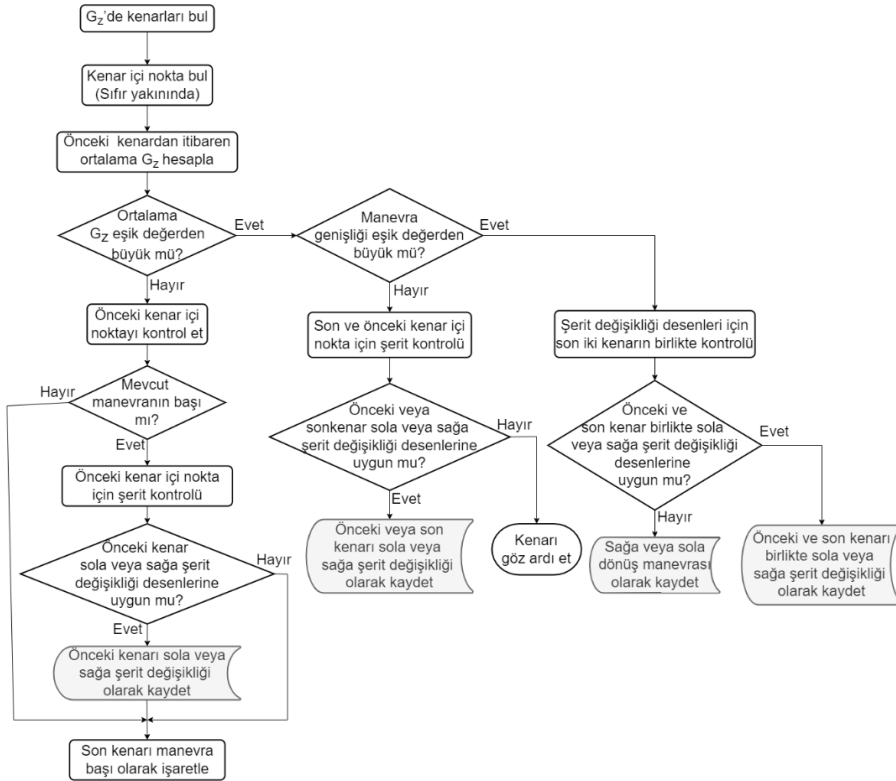 Gz'de kenarları bul
Kenar içi nokta bul
(Sıfır yakınında)
Önceki kenardan itibaren
ortalama Gz hesapla
Ortalama
Gz eşik değerden
büyük mü?
Evet
Hayır
Manevra
genişliği eşik değerden
büyük mü?
Evet
Hayır
Önceki kenar içi
noktayı kontrol et
Son ve önceki kenar içi
nokta için şerit kontrolü
Şerit değişikliği desenleri için
son iki kenarın birlikte kontrolü
Mevcut
manevranın başı
mı?
Hayır
Evet
Önceki veya
sonkenar sola veya sağa
şerit değişikliği desenlerine
uygun mu?
Hayır
Evet
Önceki ve
son kenar birlikte sola
veya sağa şerit değişikliği
desenlerine
uygun mu?
Evet
Hayır
Önceki kenar içi nokta
için şerit kontrolü
Önceki veya son
kenarı sola veya
sağa şerit değişikliği
olarak kaydet
Kenarı
göz ardı et
Sağa veya sola
dönüş manevrası
olarak kaydet
Önceki ve son kenarı
birlikte sola veya
sağa şerit değişikliği
olarak kaydet
Önceki kenar
sola veya sağa şerit
değişikliği desenlerine
uygun mu?
Hayır
Evet
Önceki kenarı sola veya
sağa şerit değişikliği
olarak kaydet
Son kenarı manevra
başı olarak işaretle